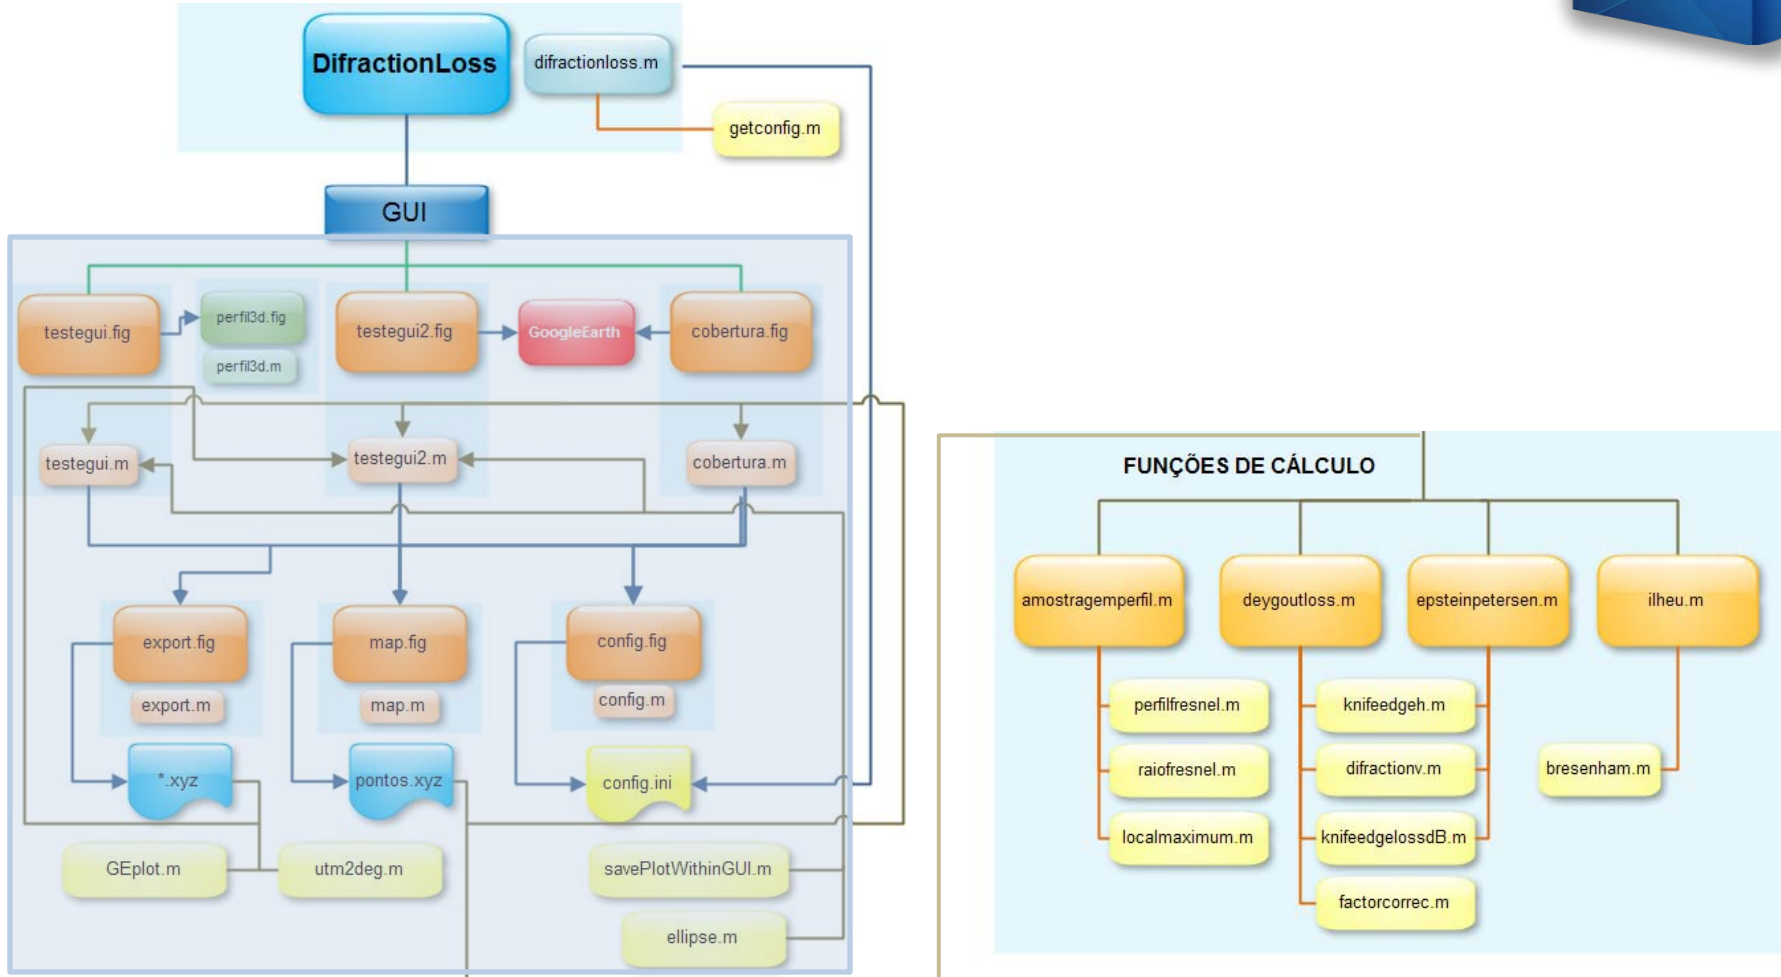 DifractionLoss
difractionloss.m
getconfig.m
GUI
testegui.fig
perfil3d.fig
perfil3d.m
testegui2.fig
GoogleEarth
cobertura.fig
testegui.m
testegui2.m
cobertura.m
export.fig
export.m
map.fig
map.m
config.fig
config.m
*.xyz
pontos.xyz
config.ini
GEplot.m
utm2deg.m
savePlotWithinGUI.m
ellipse.m
FUNÇÕES DE CÁLCULO
amostragemperfil.m
deygoutloss.m
epsteinpetersen.m
ilheu.m
perfilfresnel.m
knifeedgeh.m
raiofresnel.m
difractionv.m
bresenham.m
localmaximum.m
knifeedgelossdB.m
factorcorrec.m